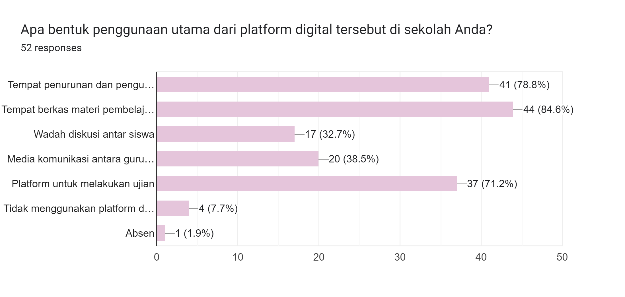 Apa bentuk penggunaan utama dari platform digital tersebut di sekolah Anda?
52 responses
Tempat penurunan dan pengu… 41 (78.8%)
Tempat berkas materi pembelaj… 44 (84.6%)
Wadah diskusi antar siswa 17 (32.7%)
Media komunikasi antara guru… 20 (38.5%)
Platform untuk melakukan ujian 37 (71.2%)
Tidak menggunakan platform d… 4 (7.7%)
Absen 1 (1.9%)
0 10 20 30 40 50